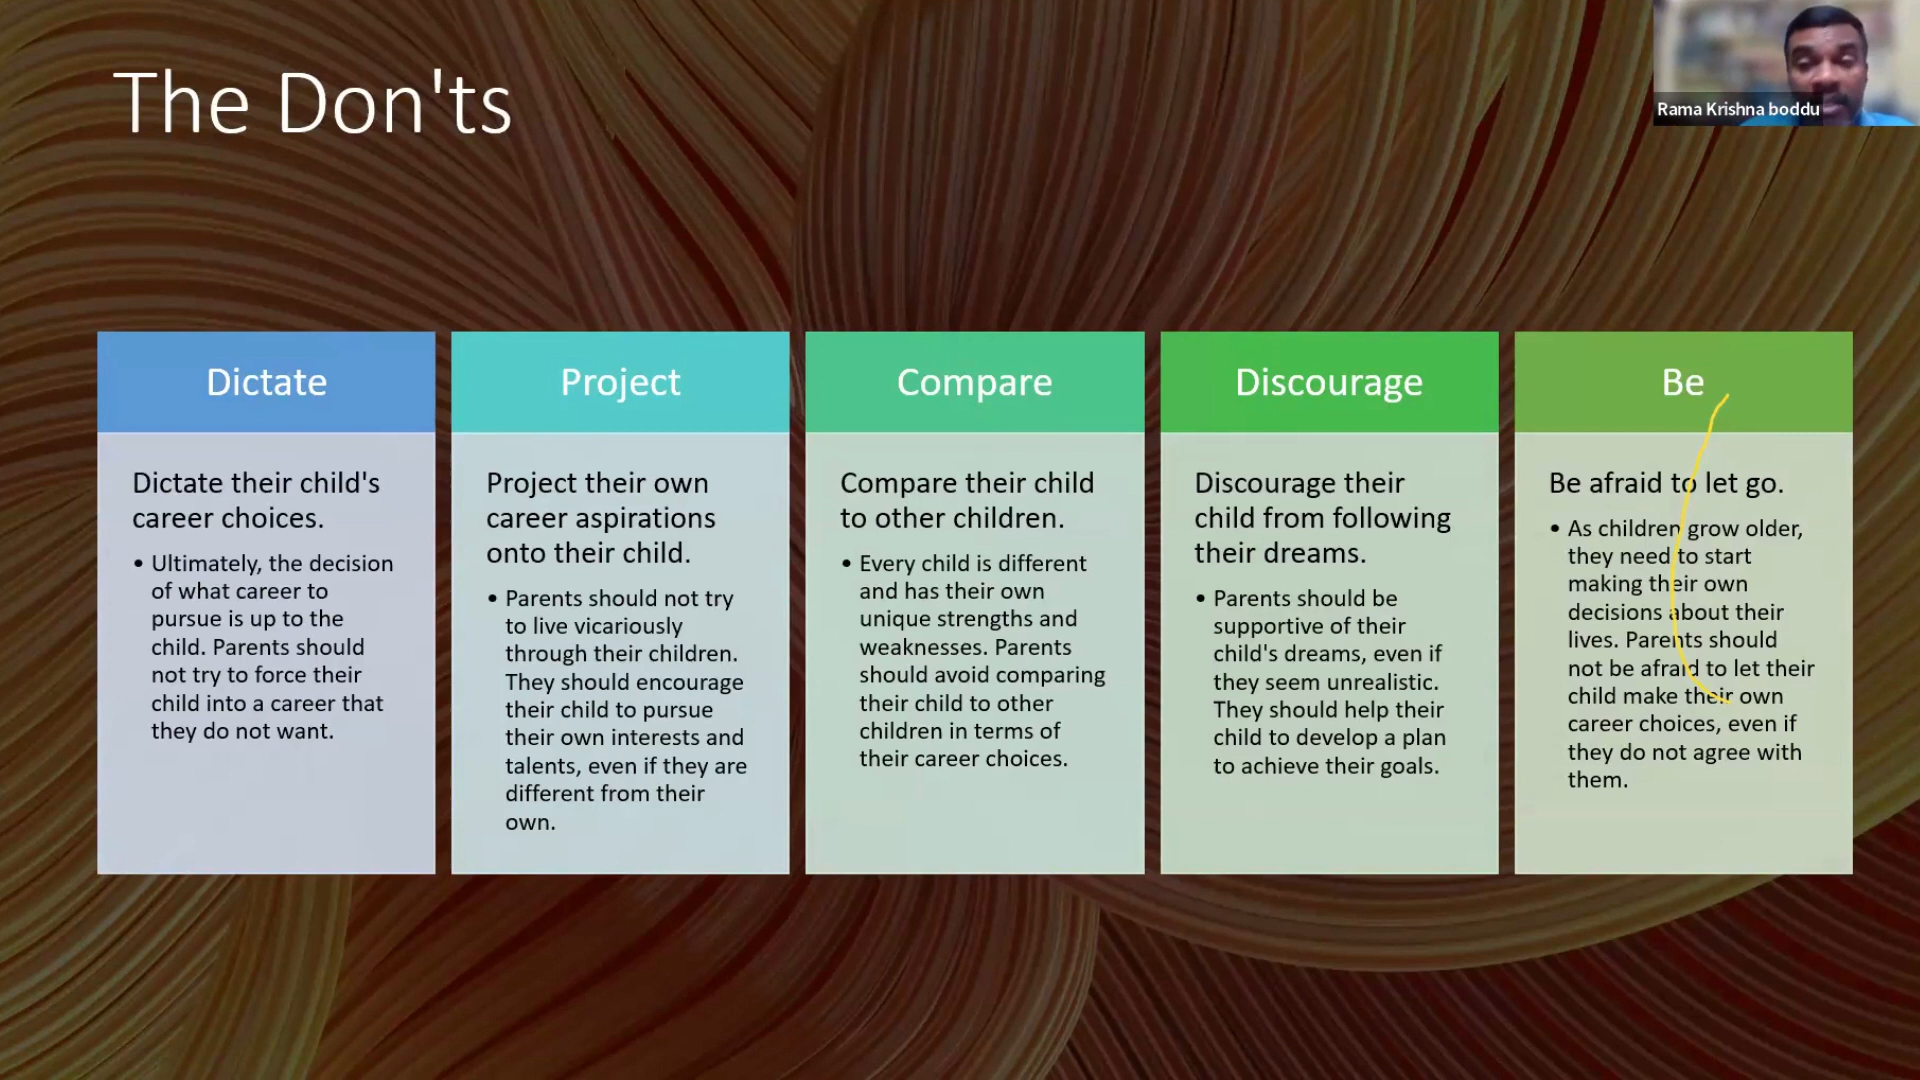 The Don'ts
Rama Krishna boddu
Dictate
Dictate their child's
career choices.
• Ultimately, the decision
of what career to
pursue is up to the
child. Parents should
not try to force their
child into a career that
they do not want.
Project
Project their own
career aspirations
onto their child.
• Parents should not try
to live vicariously
through their children.
They should encourage
their child to pursue
their own interests and
talents, even if they are
different from their
own.
Compare
Compare their child
to other children.
• Every child is different
and has their own
unique strengths and
weaknesses. Parents
should avoid comparing
their child to other
children in terms of
their career choices.
Discourage
Discourage their
child from following
their dreams.
• Parents should be
supportive of their
child's dreams, even if
they seem unrealistic.
They should help their
child to develop a plan
to achieve their goals.
Be
Be afraid to let go.
• As children grow older,
they need to start
making their own
decisions about their
lives. Parents should
not be afraid to let their
child make their own
career choices, even if
they do not agree with
them.